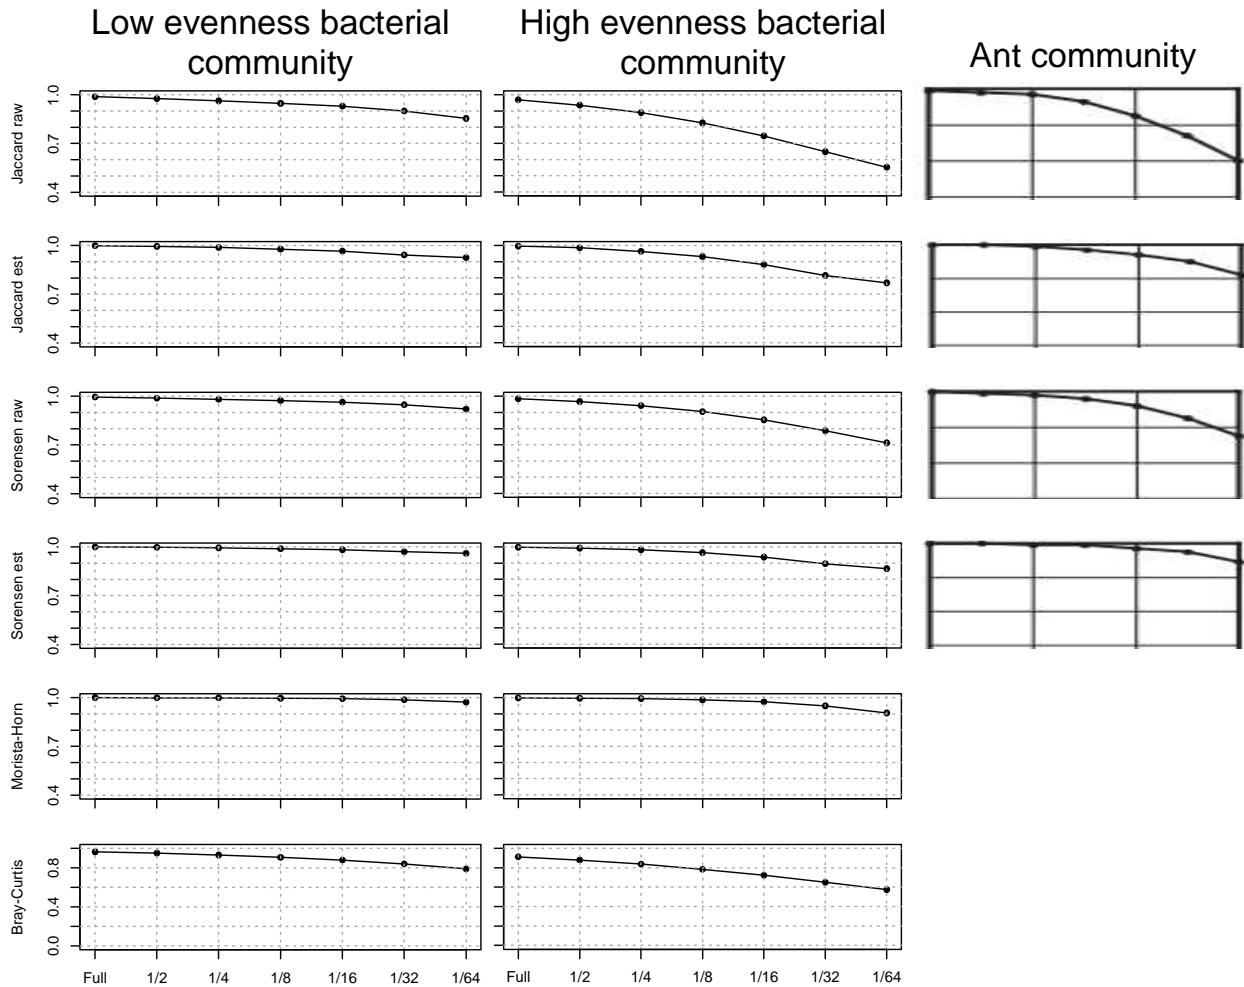 Low evenness bacterial
community
High evenness bacterial
community
Ant community
Jaccard raw
1.0
0.7
0.4
Jaccard est
1.0
0.7
0.4
Sorensen raw
1.0
0.7
0.4
Sorensen est
1.0
0.7
0.4
Morista-Horn
1.0
0.7
0.4
Bray-Curtis
0.8
0.4
0.0
Full 1/2 1/4 1/8 1/16 1/32 1/64
Full 1/2 1/4 1/8 1/16 1/32 1/64